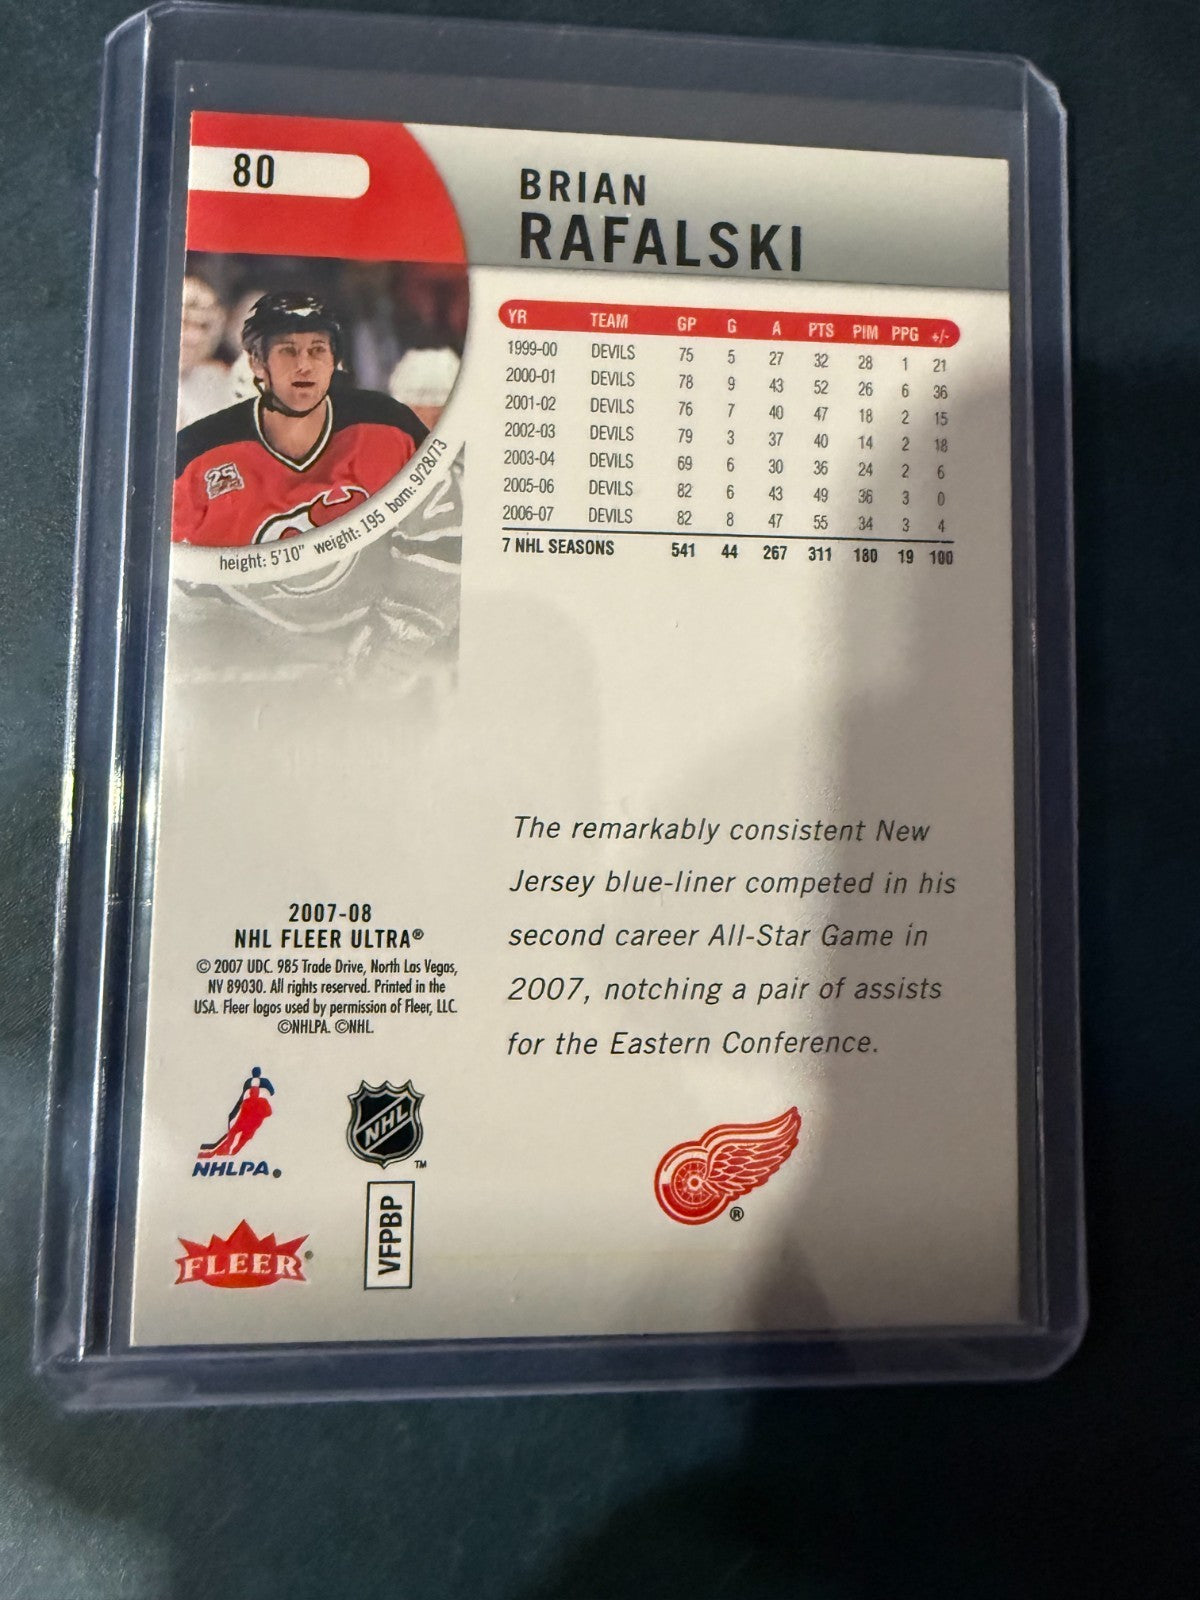 80
BRIAN
RAFALSKI
YR TEAM GP G A PTS PIM PPG +/-
1999-00 DEVILS 75 5 27 32 28 1 21
2000-01 DEVILS 78 9 43 52 26 6 36
2001-02 DEVILS 76 7 40 47 18 2 15
2002-03 DEVILS 79 3 37 40 14 2 18
2003-04 DEVILS 69 6 30 36 24 2 6
2005-06 DEVILS 82 6 43 49 36 3 0
2006-07 DEVILS 82 8 47 55 34 3 4
7 NHL SEASONS 541 44 267 311 180 19 100
25
height: 5'10" weight: 195 born: 9/28/73
The remarkably consistent New
Jersey blue-liner competed in his
second career All-Star Game in
2007, notching a pair of assists
for the Eastern Conference.
2007-08
NHL FLEER ULTRA®
© 2007 UDC. 985 Trade Drive, North Las Vegas,
NV 89030. All rights reserved. Printed in the
USA. Fleer logos used by permission of Fleer, LLC.
©NHLPA. ©NHL.
NHLPA®
NHL™
FLEER®
VFPBP
®